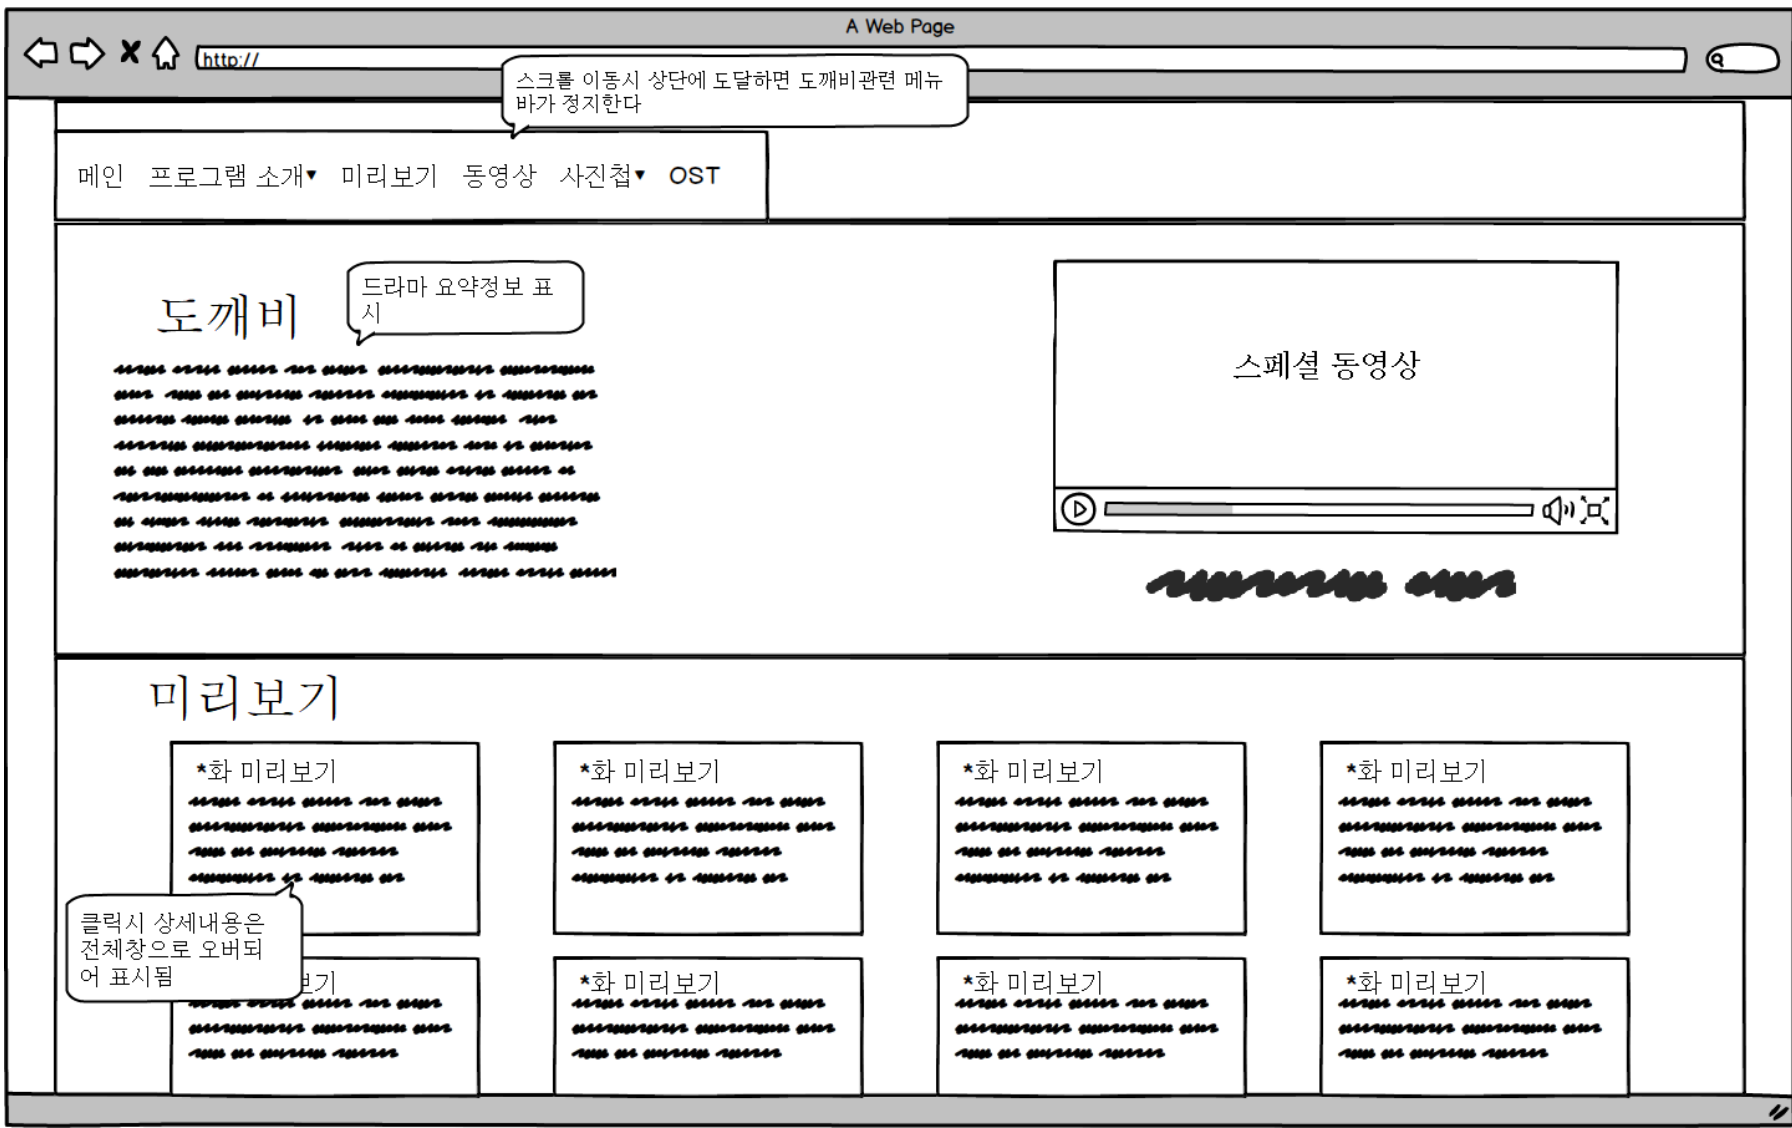 A Web Page
http://
스크롤 이동시 상단에 도달하면 도깨비관련 메뉴
바가 정지한다
메인 프로그램 소개▾ 미리보기 동영상 사진첩▾ OST
도깨비
드라마 요약정보 표
시
스페셜 동영상
미리보기
*화 미리보기
*화 미리보기
*화 미리보기
*화 미리보기
클릭시 상세내용은
전체창으로 오버되
어 표시됨
보기
*화 미리보기
*화 미리보기
*화 미리보기